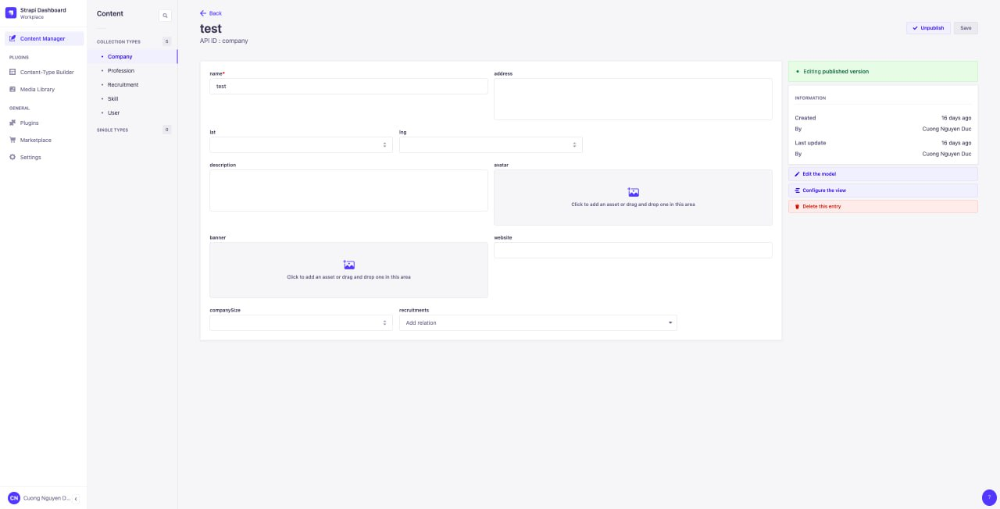 Strapi Dashboard
Workplace
Content Manager
PLUGINS
Content-Type Builder
Media Library
GENERAL
Plugins
Marketplace
Settings
CN
Cuong Nguyen D...
Content
COLLECTION TYPES
5
Company
Profession
Recruitment
Skill
User
SINGLE TYPES
0
Back
test
API ID : company
Unpublish
Save
name*
test
address
lat
lng
description
avatar
Click to add an asset or drag and drop one in this area
banner
Click to add an asset or drag and drop one in this area
website
companySize
recruitments
Add relation
Editing published version
INFORMATION
Created
16 days ago
By
Cuong Nguyen Duc
Last update
16 days ago
By
Cuong Nguyen Duc
Edit the model
Configure the view
Delete this entry
?